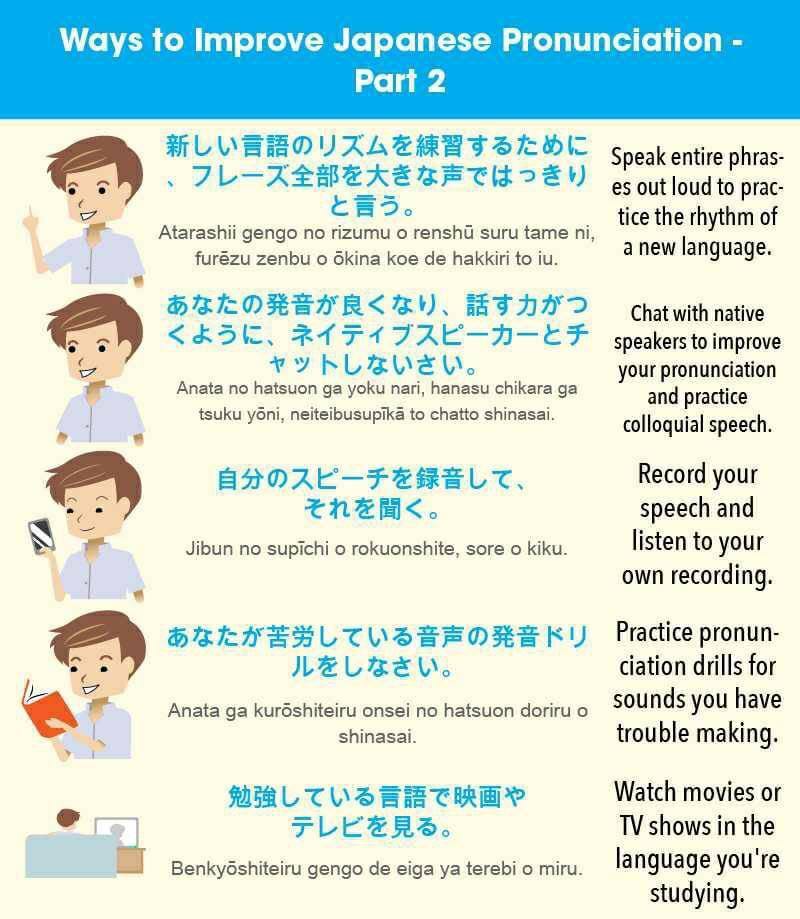 Ways to Improve Japanese Pronunciation -
Part 2
新しい言語のリズムを練習するために
、フレーズ全部を大きな声ではっきり
と言う。
Atarashii gengo no rizumu o renshū suru tame ni,
furēzu zenbu o ōkina koe de hakkiri to iu.
Speak entire phras-
es out loud to prac-
tice the rhythm of
a new language.
あなたの発音が良くなり、話す力がつ
くように、ネイティブスピーカーとチ
ャットしないさい。
Anata no hatsuon ga yoku nari, hanasu chikara ga
tsuku yōni, neiteibusupīkā to chatto shinasai.
Chat with native
speakers to improve
your pronunciation
and practice
colloquial speech.
自分のスピーチを録音して、
それを聞く。
Jibun no supīchi o rokuonshite, sore o kiku.
Record your
speech and
listen to your
own recording.
あなたが苦労している音声の発音ドリ
ルをしなさい。
Anata ga kurōshiteiru onsei no hatsuon doriru o
shinasai.
Practice pronun-
ciation drills for
sounds you have
trouble making.
勉強している言語で映画や
テレビを見る。
Benkyōshiteiru gengo de eiga ya terebi o miru.
Watch movies or
TV shows in the
language you're
studying.